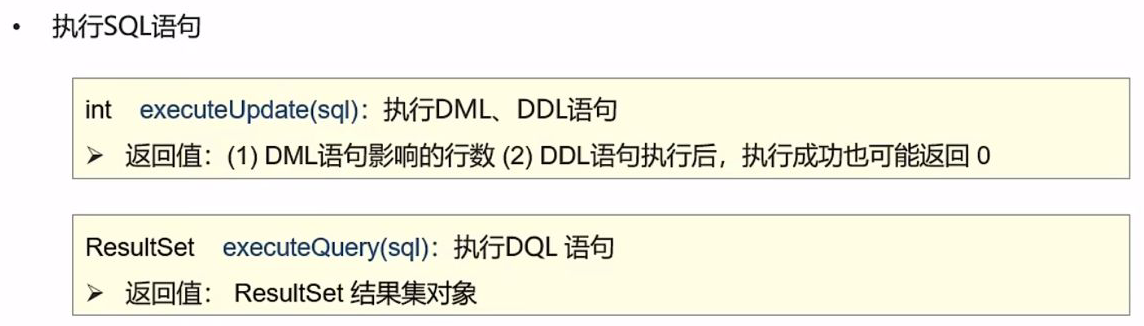 • 执行SQL语句
int executeUpdate(sql)：执行DML、DDL语句
➢ 返回值：(1) DML语句影响的行数 (2) DDL语句执行后，执行成功也可能返回 0
ResultSet executeQuery(sql)：执行DQL 语句
➢ 返回值： ResultSet 结果集对象